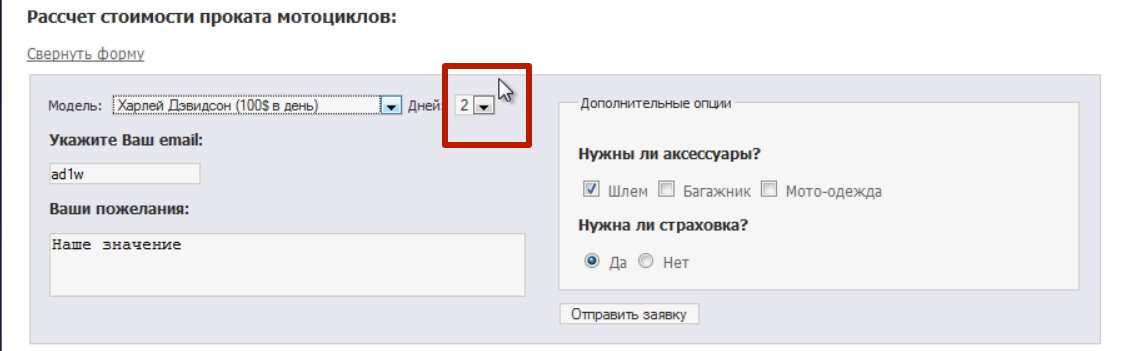 Рассчет стоимости проката мотоциклов:
Свернуть форму
Модель: Харлей Дэвидсон (100$ в день) Дней: 2
Укажите Ваш email:
ad1w
Ваши пожелания:
Наше значение
Дополнительные опции
Нужны ли аксессуары?
Шлем Багажник Мото-одежда
Нужна ли страховка?
Да Нет
Отправить заявку